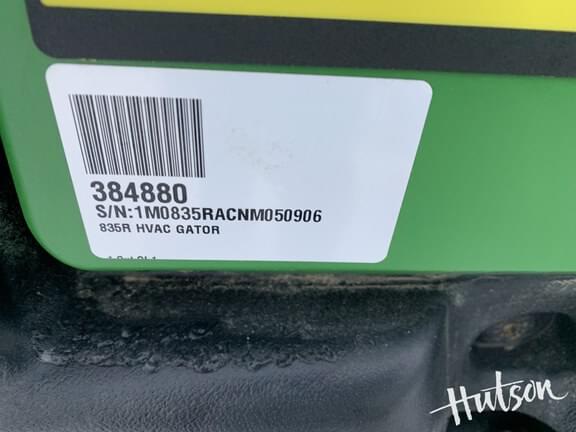 384880
S/N:1M0835RACNM050906
835R HVAC GATOR
Hutson